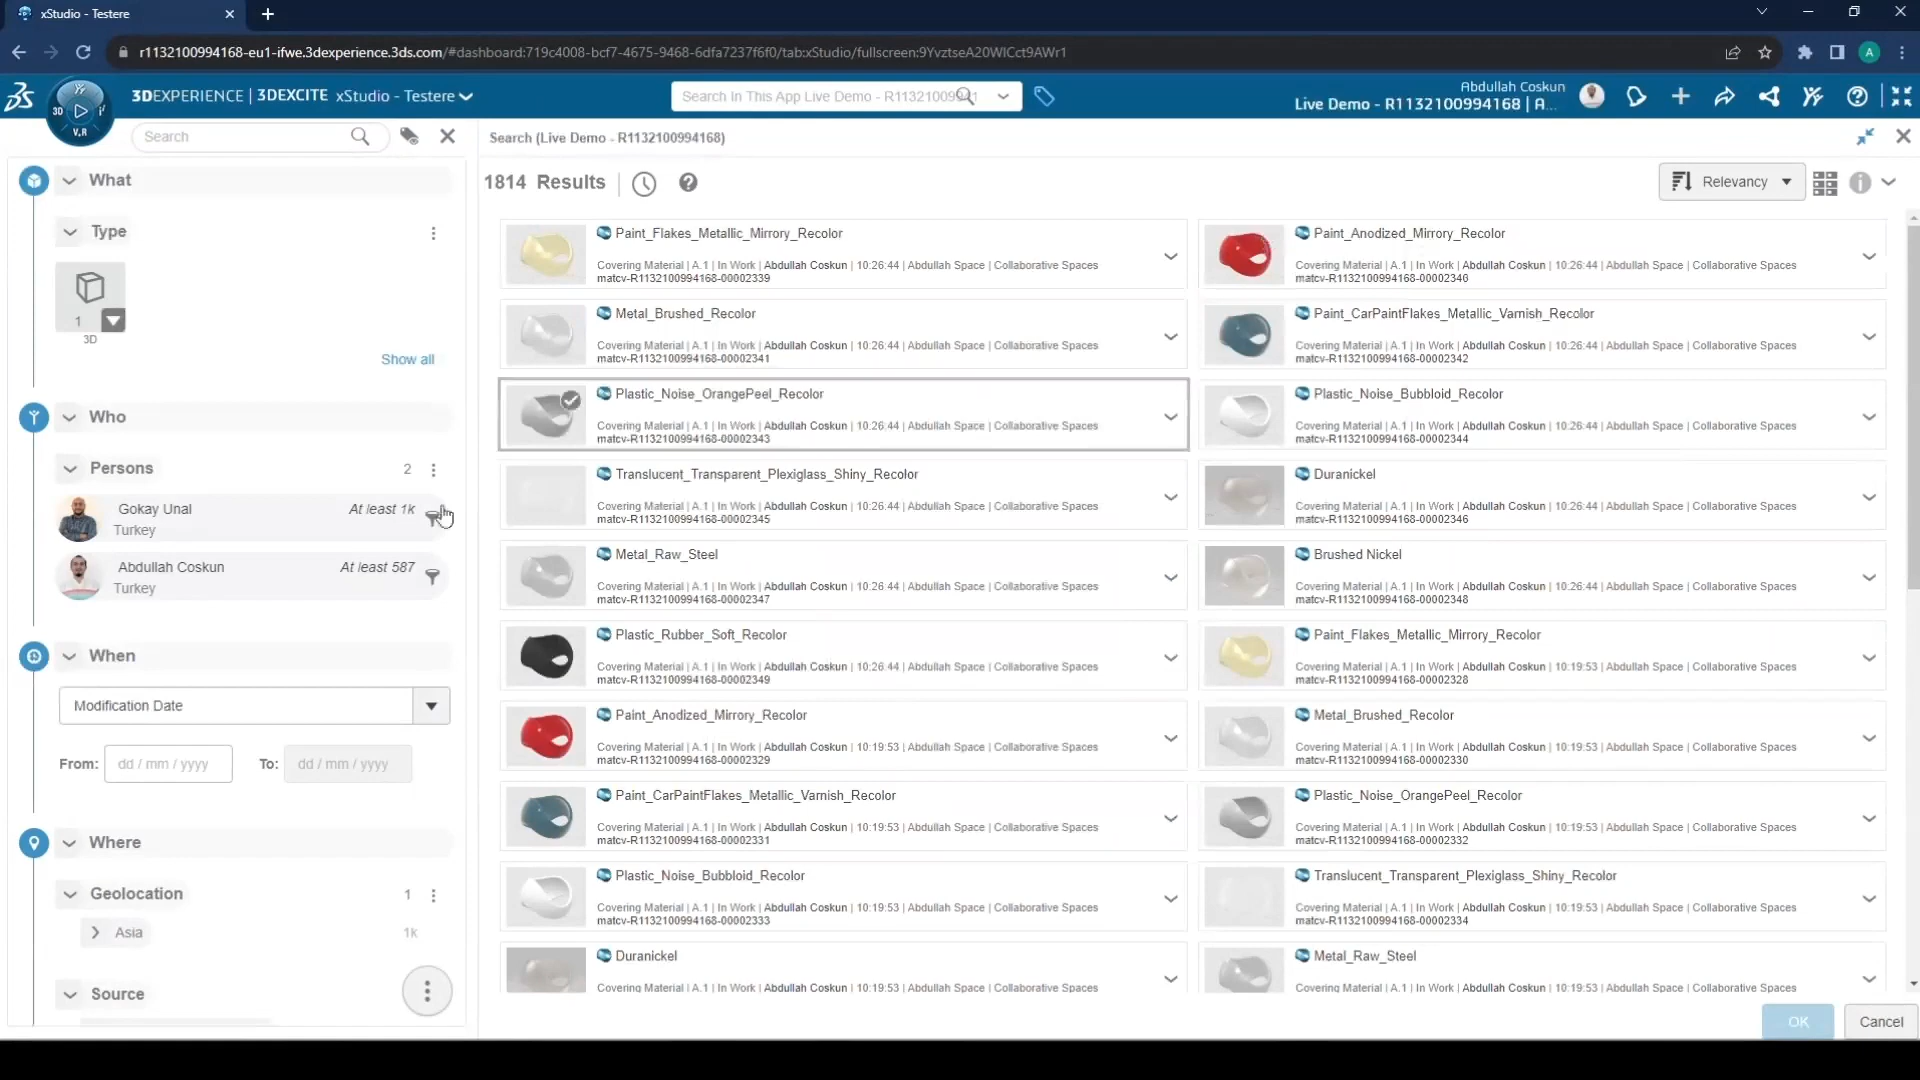 xStudio - Testere
r1132100994168-eu1-ifwe.3dexperience.3ds.com/#dashboard:719c4008-bcf7-4675-9468-6dfa7237f6f0/tab:xStudio/fullscreen:9YvztseA20WlCct9AWr1
A
3D
V.R
3DEXPERIENCE | 3DEXCITE xStudio - Testere
Search In This App Live Demo - R1132100994168
Abdullah Coskun
Live Demo - R1132100994168 | A...
Search
Search (Live Demo - R1132100994168)
1814 Results
Relevancy
What
Type
1
3D
Show all
Who
Persons 2
Gokay Unal At least 1k
Turkey
Abdullah Coskun At least 587
Turkey
When
Modification Date
From: dd / mm / yyyy To: dd / mm / yyyy
Where
Geolocation 1
Asia 1k
Source
Paint_Flakes_Metallic_Mirrory_Recolor
Covering Material | A.1 | In Work | Abdullah Coskun | 10:26:44 | Abdullah Space | Collaborative Spaces
matcv-R1132100994168-00002339
Paint_Anodized_Mirrory_Recolor
Covering Material | A.1 | In Work | Abdullah Coskun | 10:26:44 | Abdullah Space | Collaborative Spaces
matcv-R1132100994168-00002340
Metal_Brushed_Recolor
Covering Material | A.1 | In Work | Abdullah Coskun | 10:26:44 | Abdullah Space | Collaborative Spaces
matcv-R1132100994168-00002341
Paint_CarPaintFlakes_Metallic_Varnish_Recolor
Covering Material | A.1 | In Work | Abdullah Coskun | 10:26:44 | Abdullah Space | Collaborative Spaces
matcv-R1132100994168-00002342
Plastic_Noise_OrangePeel_Recolor
Covering Material | A.1 | In Work | Abdullah Coskun | 10:26:44 | Abdullah Space | Collaborative Spaces
matcv-R1132100994168-00002343
Plastic_Noise_Bubbloid_Recolor
Covering Material | A.1 | In Work | Abdullah Coskun | 10:26:44 | Abdullah Space | Collaborative Spaces
matcv-R1132100994168-00002344
Translucent_Transparent_Plexiglass_Shiny_Recolor
Covering Material | A.1 | In Work | Abdullah Coskun | 10:26:44 | Abdullah Space | Collaborative Spaces
matcv-R1132100994168-00002345
Duranickel
Covering Material | A.1 | In Work | Abdullah Coskun | 10:26:44 | Abdullah Space | Collaborative Spaces
matcv-R1132100994168-00002346
Metal_Raw_Steel
Covering Material | A.1 | In Work | Abdullah Coskun | 10:26:44 | Abdullah Space | Collaborative Spaces
matcv-R1132100994168-00002347
Brushed Nickel
Covering Material | A.1 | In Work | Abdullah Coskun | 10:26:44 | Abdullah Space | Collaborative Spaces
matcv-R1132100994168-00002348
Plastic_Rubber_Soft_Recolor
Covering Material | A.1 | In Work | Abdullah Coskun | 10:26:44 | Abdullah Space | Collaborative Spaces
matcv-R1132100994168-00002349
Paint_Flakes_Metallic_Mirrory_Recolor
Covering Material | A.1 | In Work | Abdullah Coskun | 10:19:53 | Abdullah Space | Collaborative Spaces
matcv-R1132100994168-00002328
Paint_Anodized_Mirrory_Recolor
Covering Material | A.1 | In Work | Abdullah Coskun | 10:19:53 | Abdullah Space | Collaborative Spaces
matcv-R1132100994168-00002329
Metal_Brushed_Recolor
Covering Material | A.1 | In Work | Abdullah Coskun | 10:19:53 | Abdullah Space | Collaborative Spaces
matcv-R1132100994168-00002330
Paint_CarPaintFlakes_Metallic_Varnish_Recolor
Covering Material | A.1 | In Work | Abdullah Coskun | 10:19:53 | Abdullah Space | Collaborative Spaces
matcv-R1132100994168-00002331
Plastic_Noise_OrangePeel_Recolor
Covering Material | A.1 | In Work | Abdullah Coskun | 10:19:53 | Abdullah Space | Collaborative Spaces
matcv-R1132100994168-00002332
Plastic_Noise_Bubbloid_Recolor
Covering Material | A.1 | In Work | Abdullah Coskun | 10:19:53 | Abdullah Space | Collaborative Spaces
matcv-R1132100994168-00002333
Translucent_Transparent_Plexiglass_Shiny_Recolor
Covering Material | A.1 | In Work | Abdullah Coskun | 10:19:53 | Abdullah Space | Collaborative Spaces
matcv-R1132100994168-00002334
Duranickel
Covering Material | A.1 | In Work | Abdullah Coskun | 10:19:53 | Abdullah Space | Collaborative Spaces
Metal_Raw_Steel
Covering Material | A.1 | In Work | Abdullah Coskun | 10:19:53 | Abdullah Space | Collaborative Spaces
OK
Cancel